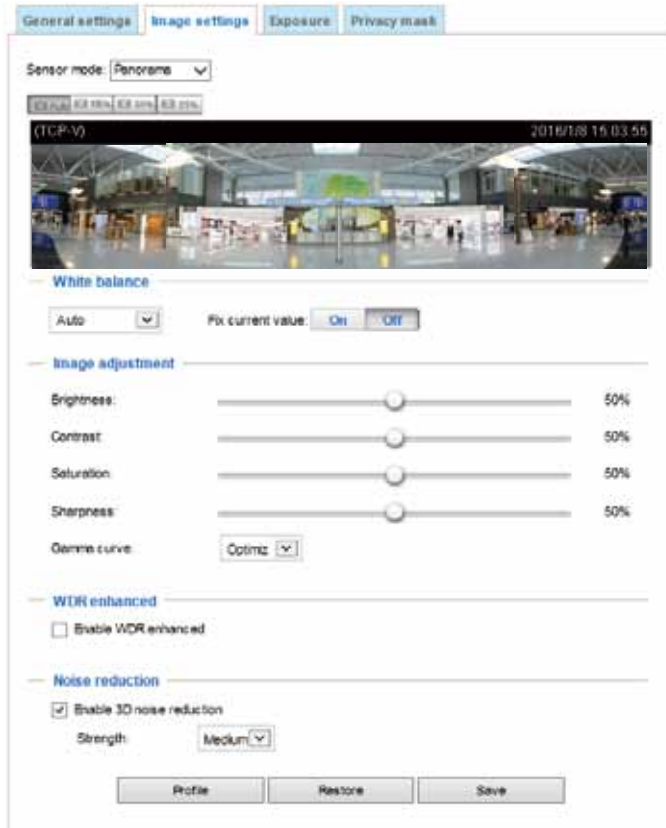 General settings Image settings Exposure Privacy mask
Sensor mode: Panorama
(TCP-V) 2016/1/8 15:03:55
White balance
Auto Fix current value: On Off
Image adjustment
Brightness: 50%
Contrast: 50%
Saturation: 50%
Sharpness: 50%
Gamma curve: Optimiz
WDR enhanced
Enable WDR enhanced
Noise reduction
Enable 3D noise reduction
Strength: Medium
Profile Restore Save